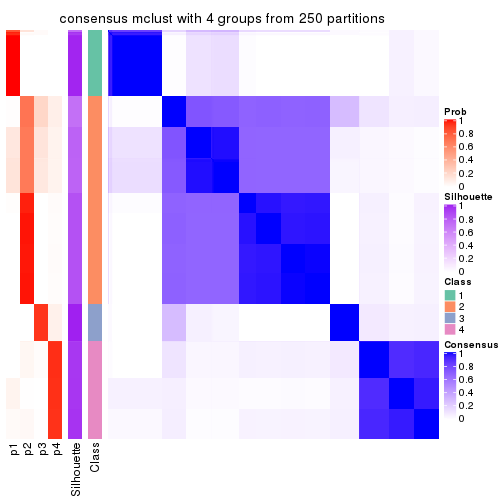 consensus mclust with 4 groups from 250 partitions
Prob
1
0.8
0.6
0.4
0.2
0
Silhouette
1
0.8
0.6
0.4
0.2
0
Class
1
2
3
4
Consensus
1
0.8
0.6
0.4
0.2
0
p1
p2
p3
p4
Silhouette
Class